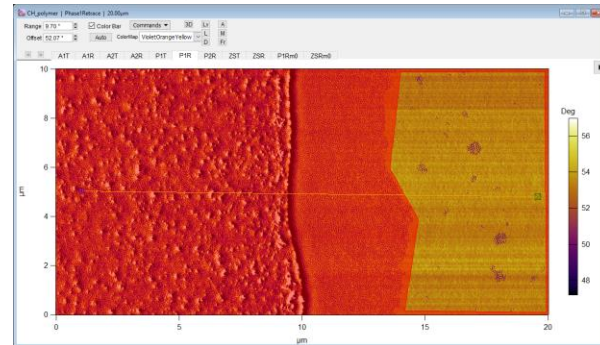 CH_polymer | Phase1Retrace | 20.00µm
Range 9.70 ° Color Bar Commands 3D Ly A
Offset 52.07 ° Auto ColorMap VioletOrangeYellow L M
D Fr
A1T A1R A2T A2R P1T P1R ZST ZSR P1Rm0 ZSRm0
10
8
6
4
2
0
µm
0 5 10 15 20
µm
Deg
56
54
52
50
48